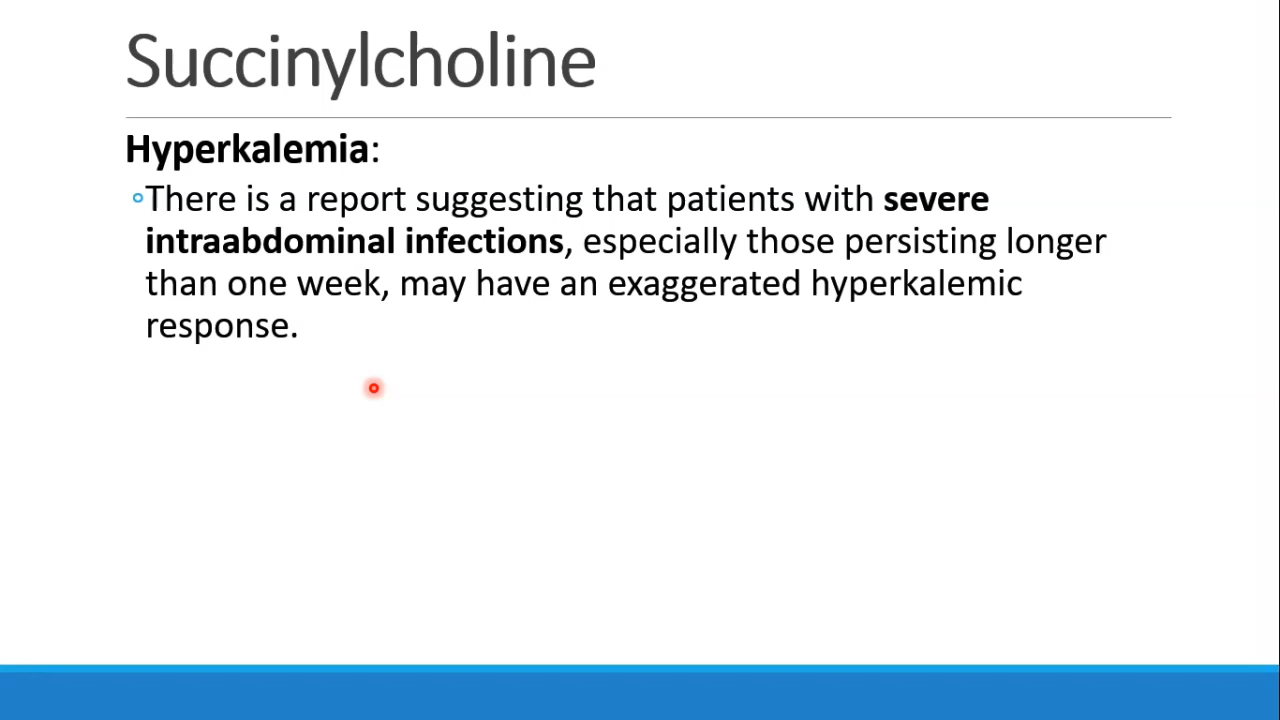 Succinylcholine
Hyperkalemia:
◦There is a report suggesting that patients with severe
intraabdominal infections, especially those persisting longer
than one week, may have an exaggerated hyperkalemic
response.